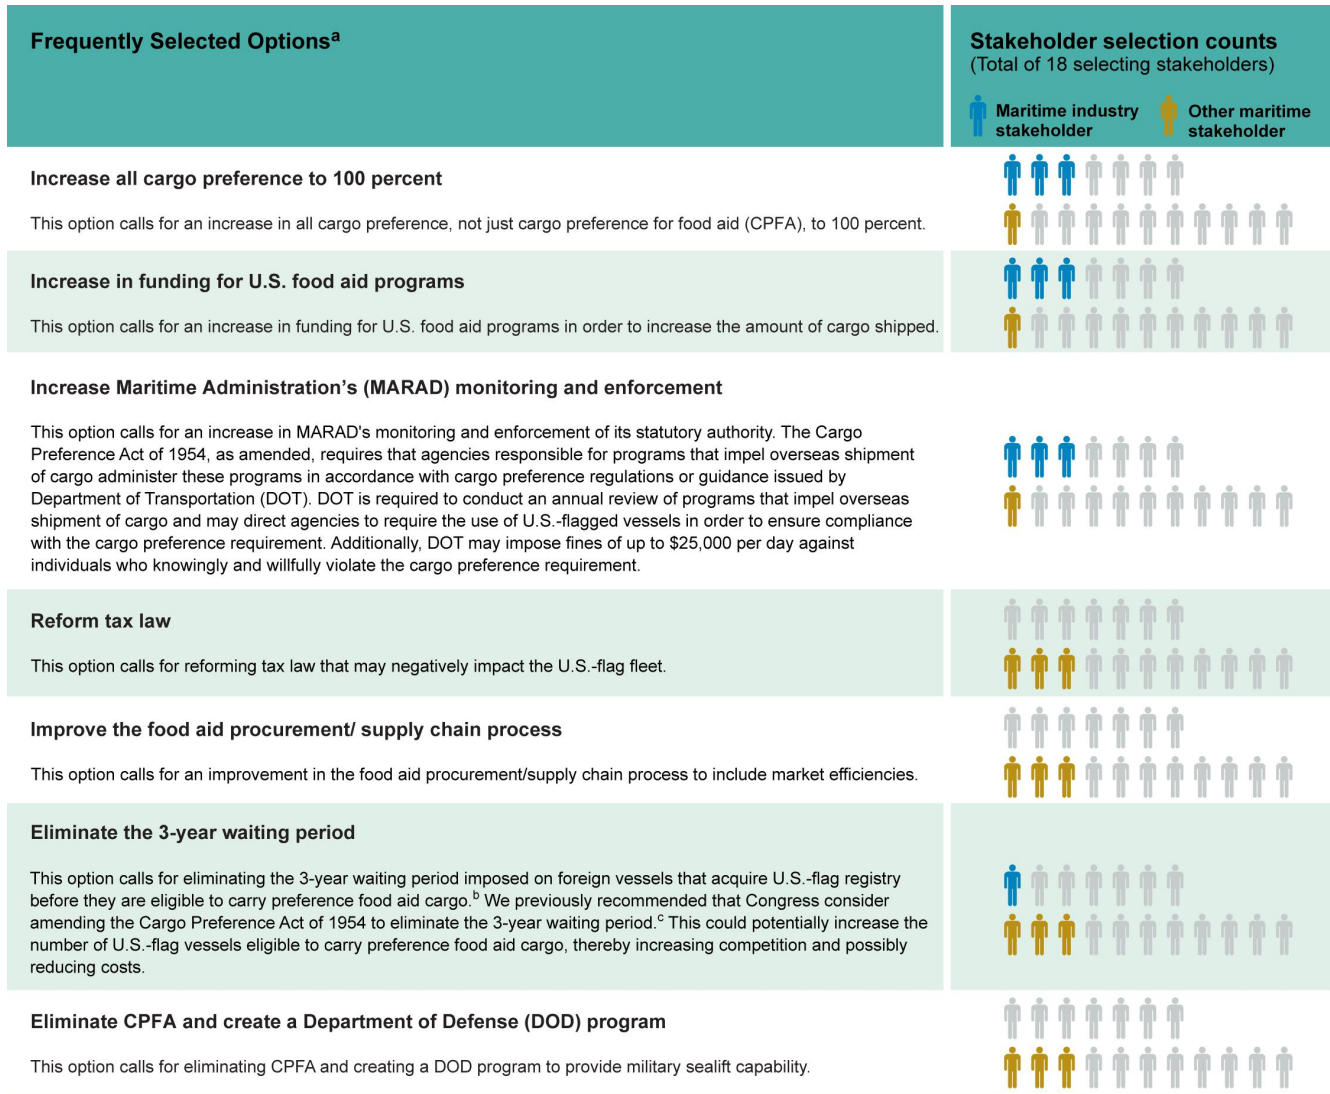 Frequently Selected Optionsa
Stakeholder selection counts
(Total of 18 selecting stakeholders)
Maritime industry
stakeholder
Other maritime
stakeholder
Increase all cargo preference to 100 percent
This option calls for an increase in all cargo preference, not just cargo preference for food aid (CPFA), to 100 percent.
Increase in funding for U.S. food aid programs
This option calls for an increase in funding for U.S. food aid programs in order to increase the amount of cargo shipped.
Increase Maritime Administration’s (MARAD) monitoring and enforcement
This option calls for an increase in MARAD's monitoring and enforcement of its statutory authority. The Cargo
Preference Act of 1954, as amended, requires that agencies responsible for programs that impel overseas shipment
of cargo administer these programs in accordance with cargo preference regulations or guidance issued by
Department of Transportation (DOT). DOT is required to conduct an annual review of programs that impel overseas
shipment of cargo and may direct agencies to require the use of U.S.-flagged vessels in order to ensure compliance
with the cargo preference requirement. Additionally, DOT may impose fines of up to $25,000 per day against
individuals who knowingly and willfully violate the cargo preference requirement.
Reform tax law
This option calls for reforming tax law that may negatively impact the U.S.-flag fleet.
Improve the food aid procurement/ supply chain process
This option calls for an improvement in the food aid procurement/supply chain process to include market efficiencies.
Eliminate the 3-year waiting period
This option calls for eliminating the 3-year waiting period imposed on foreign vessels that acquire U.S.-flag registry
before they are eligible to carry preference food aid cargo.b We previously recommended that Congress consider
amending the Cargo Preference Act of 1954 to eliminate the 3-year waiting period.c This could potentially increase the
number of U.S.-flag vessels eligible to carry preference food aid cargo, thereby increasing competition and possibly
reducing costs.
Eliminate CPFA and create a Department of Defense (DOD) program
This option calls for eliminating CPFA and creating a DOD program to provide military sealift capability.